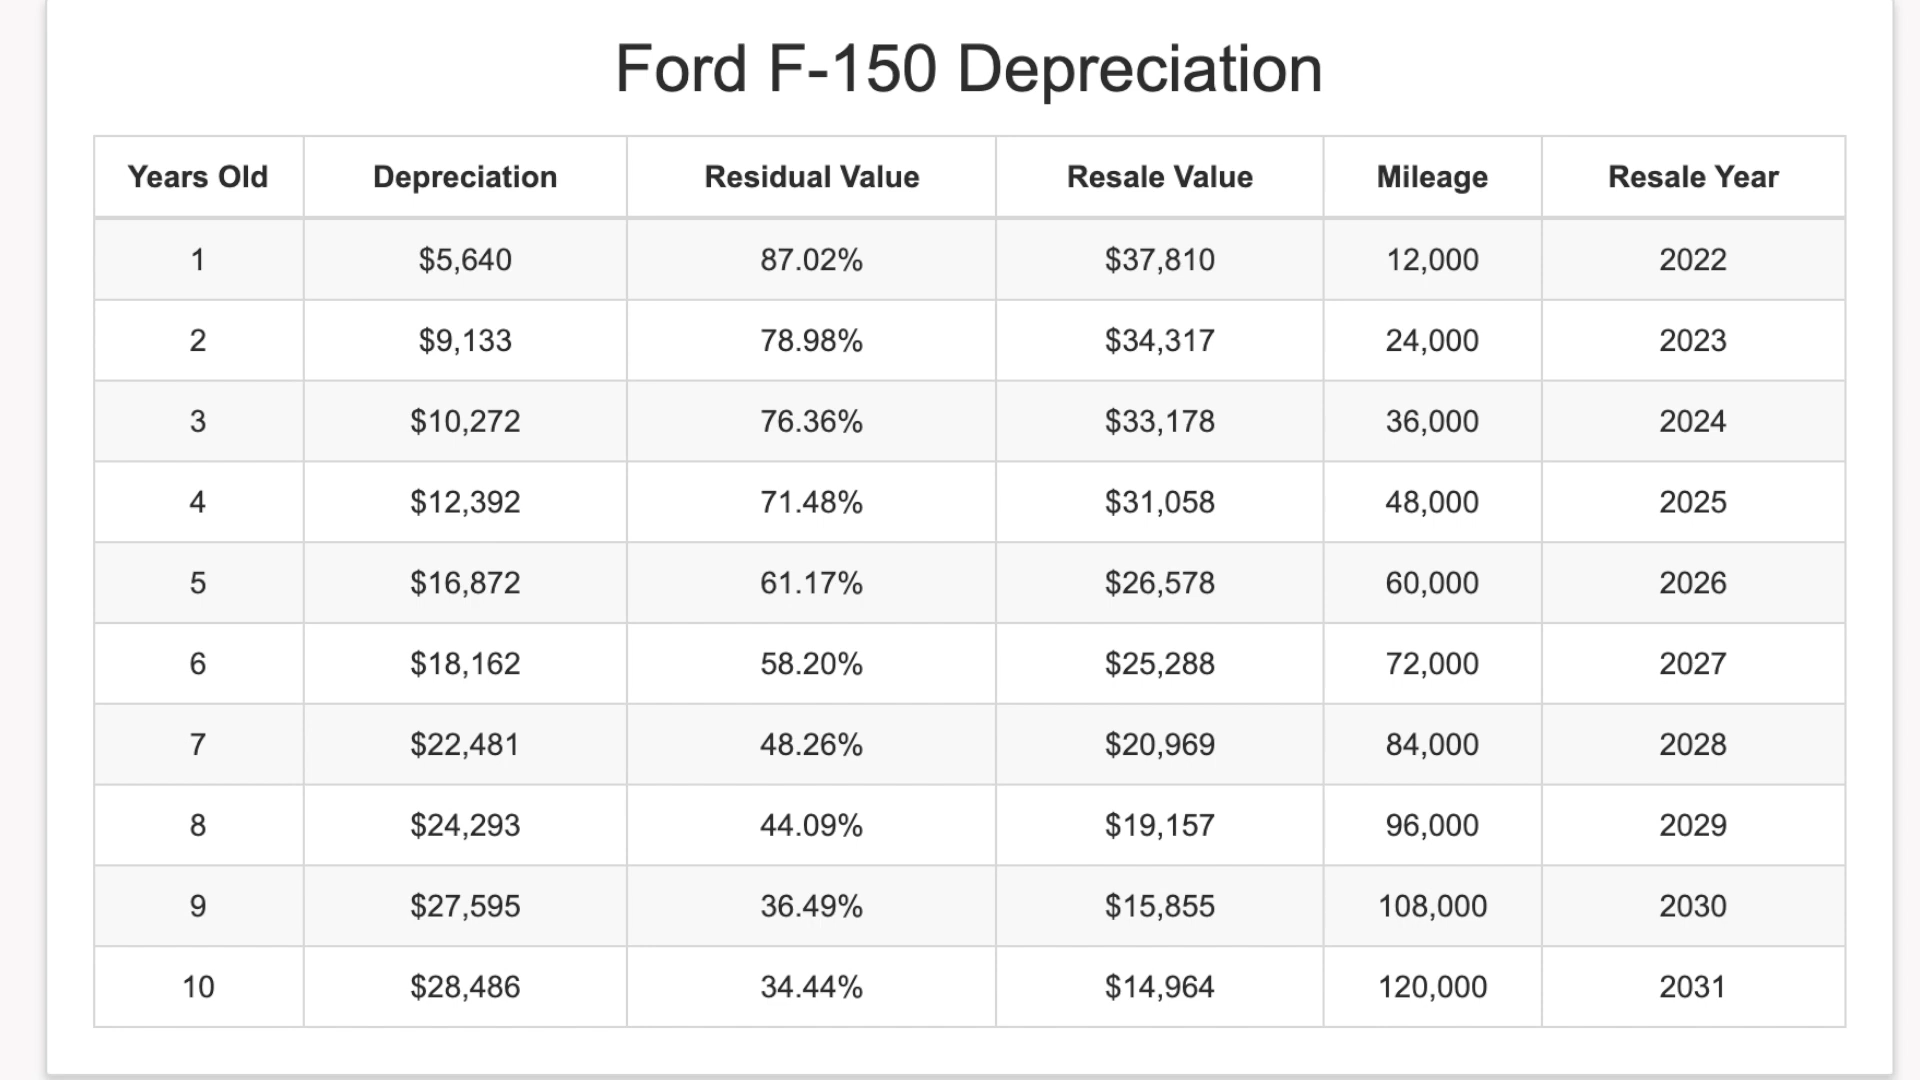 Ford F-150 Depreciation
Years Old Depreciation Residual Value Resale Value Mileage Resale Year
1 $5,640 87.02% $37,810 12,000 2022
2 $9,133 78.98% $34,317 24,000 2023
3 $10,272 76.36% $33,178 36,000 2024
4 $12,392 71.48% $31,058 48,000 2025
5 $16,872 61.17% $26,578 60,000 2026
6 $18,162 58.20% $25,288 72,000 2027
7 $22,481 48.26% $20,969 84,000 2028
8 $24,293 44.09% $19,157 96,000 2029
9 $27,595 36.49% $15,855 108,000 2030
10 $28,486 34.44% $14,964 120,000 2031